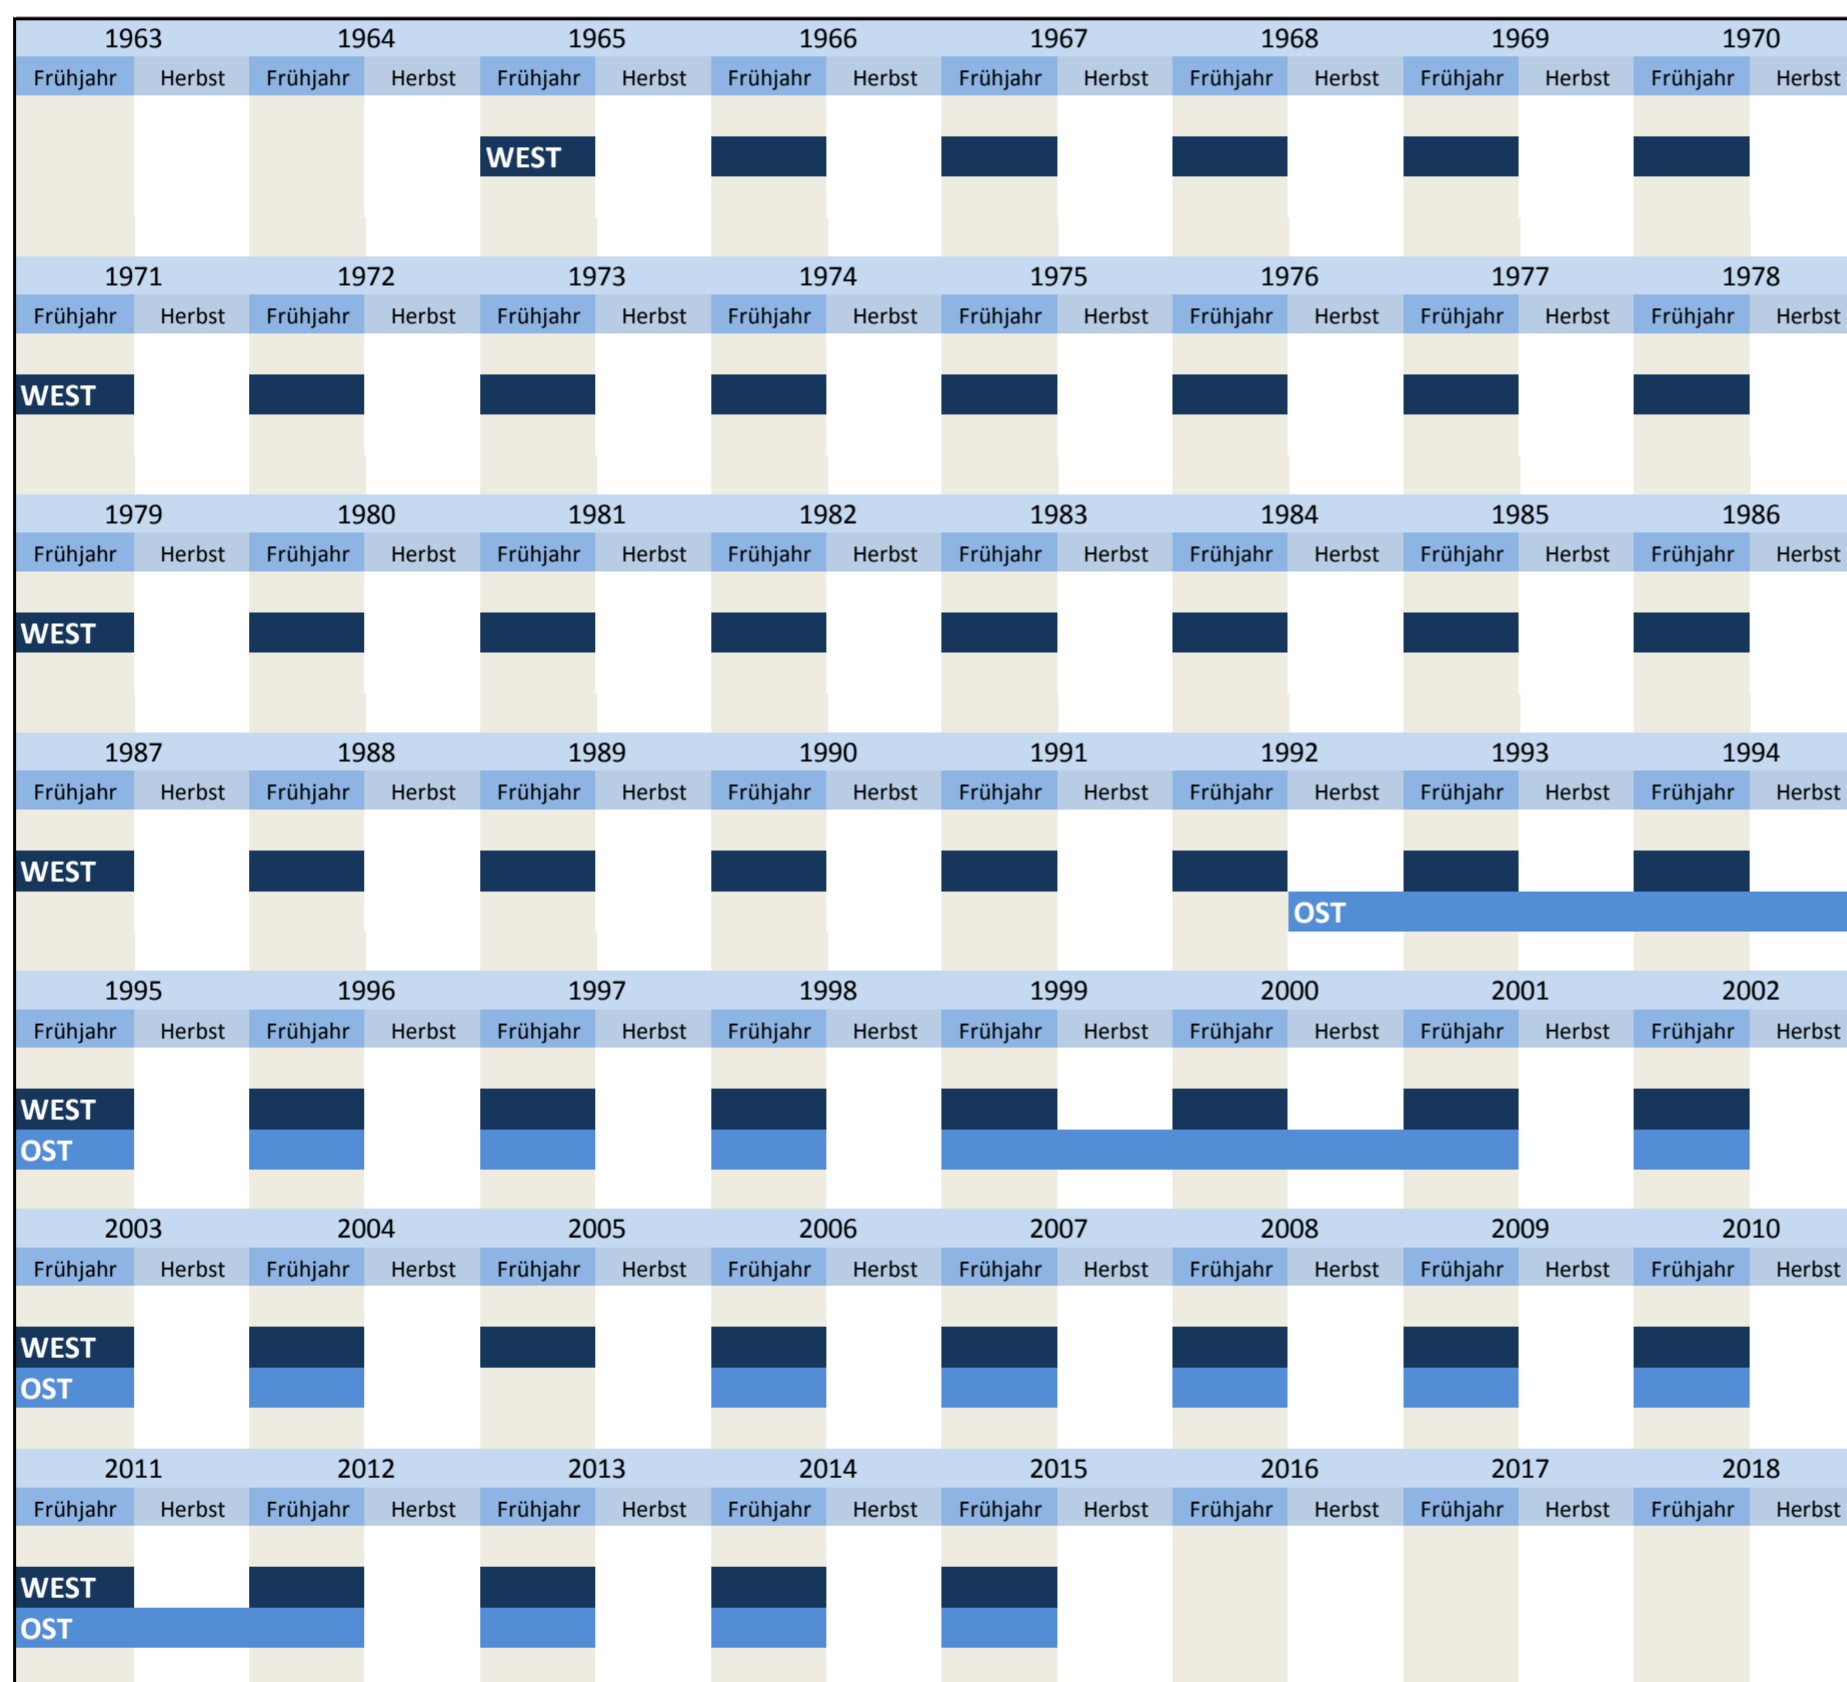 1963 1964 1965 1966 1967 1968 1969 1970
Frühjahr Herbst Frühjahr Herbst Frühjahr Herbst Frühjahr Herbst Frühjahr Herbst Frühjahr Herbst Frühjahr Herbst Frühjahr Herbst
WEST
1971 1972 1973 1974 1975 1976 1977 1978
Frühjahr Herbst Frühjahr Herbst Frühjahr Herbst Frühjahr Herbst Frühjahr Herbst Frühjahr Herbst Frühjahr Herbst Frühjahr Herbst
WEST
1979 1980 1981 1982 1983 1984 1985 1986
Frühjahr Herbst Frühjahr Herbst Frühjahr Herbst Frühjahr Herbst Frühjahr Herbst Frühjahr Herbst Frühjahr Herbst Frühjahr Herbst
WEST
1987 1988 1989 1990 1991 1992 1993 1994
Frühjahr Herbst Frühjahr Herbst Frühjahr Herbst Frühjahr Herbst Frühjahr Herbst Frühjahr Herbst Frühjahr Herbst Frühjahr Herbst
WEST
OST
1995 1996 1997 1998 1999 2000 2001 2002
Frühjahr Herbst Frühjahr Herbst Frühjahr Herbst Frühjahr Herbst Frühjahr Herbst Frühjahr Herbst Frühjahr Herbst Frühjahr Herbst
WEST
OST
2003 2004 2005 2006 2007 2008 2009 2010
Frühjahr Herbst Frühjahr Herbst Frühjahr Herbst Frühjahr Herbst Frühjahr Herbst Frühjahr Herbst Frühjahr Herbst Frühjahr Herbst
WEST
OST
2011 2012 2013 2014 2015 2016 2017 2018
Frühjahr Herbst Frühjahr Herbst Frühjahr Herbst Frühjahr Herbst Frühjahr Herbst Frühjahr Herbst Frühjahr Herbst Frühjahr Herbst
WEST
OST